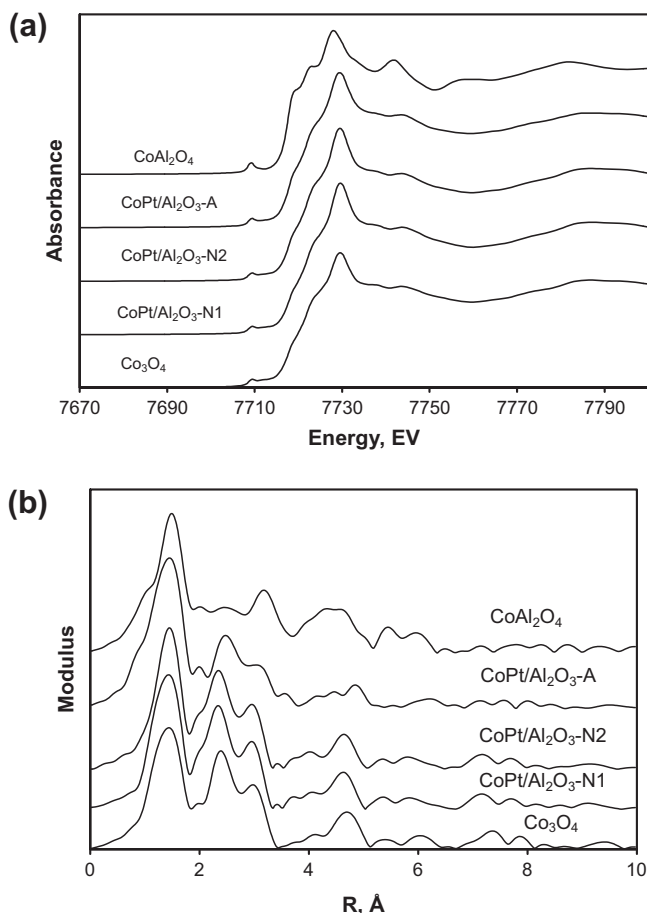 (a)
Absorbance
CoAl₂O₄
CoPt/Al₂O₃-A
CoPt/Al₂O₃-N2
CoPt/Al₂O₃-N1
Co₃O₄
7670 7690 7710 7730 7750 7770 7790
Energy, EV
(b)
Modulus
CoAl₂O₄
CoPt/Al₂O₃-A
CoPt/Al₂O₃-N2
CoPt/Al₂O₃-N1
Co₃O₄
0 2 4 6 8 10
R, Å